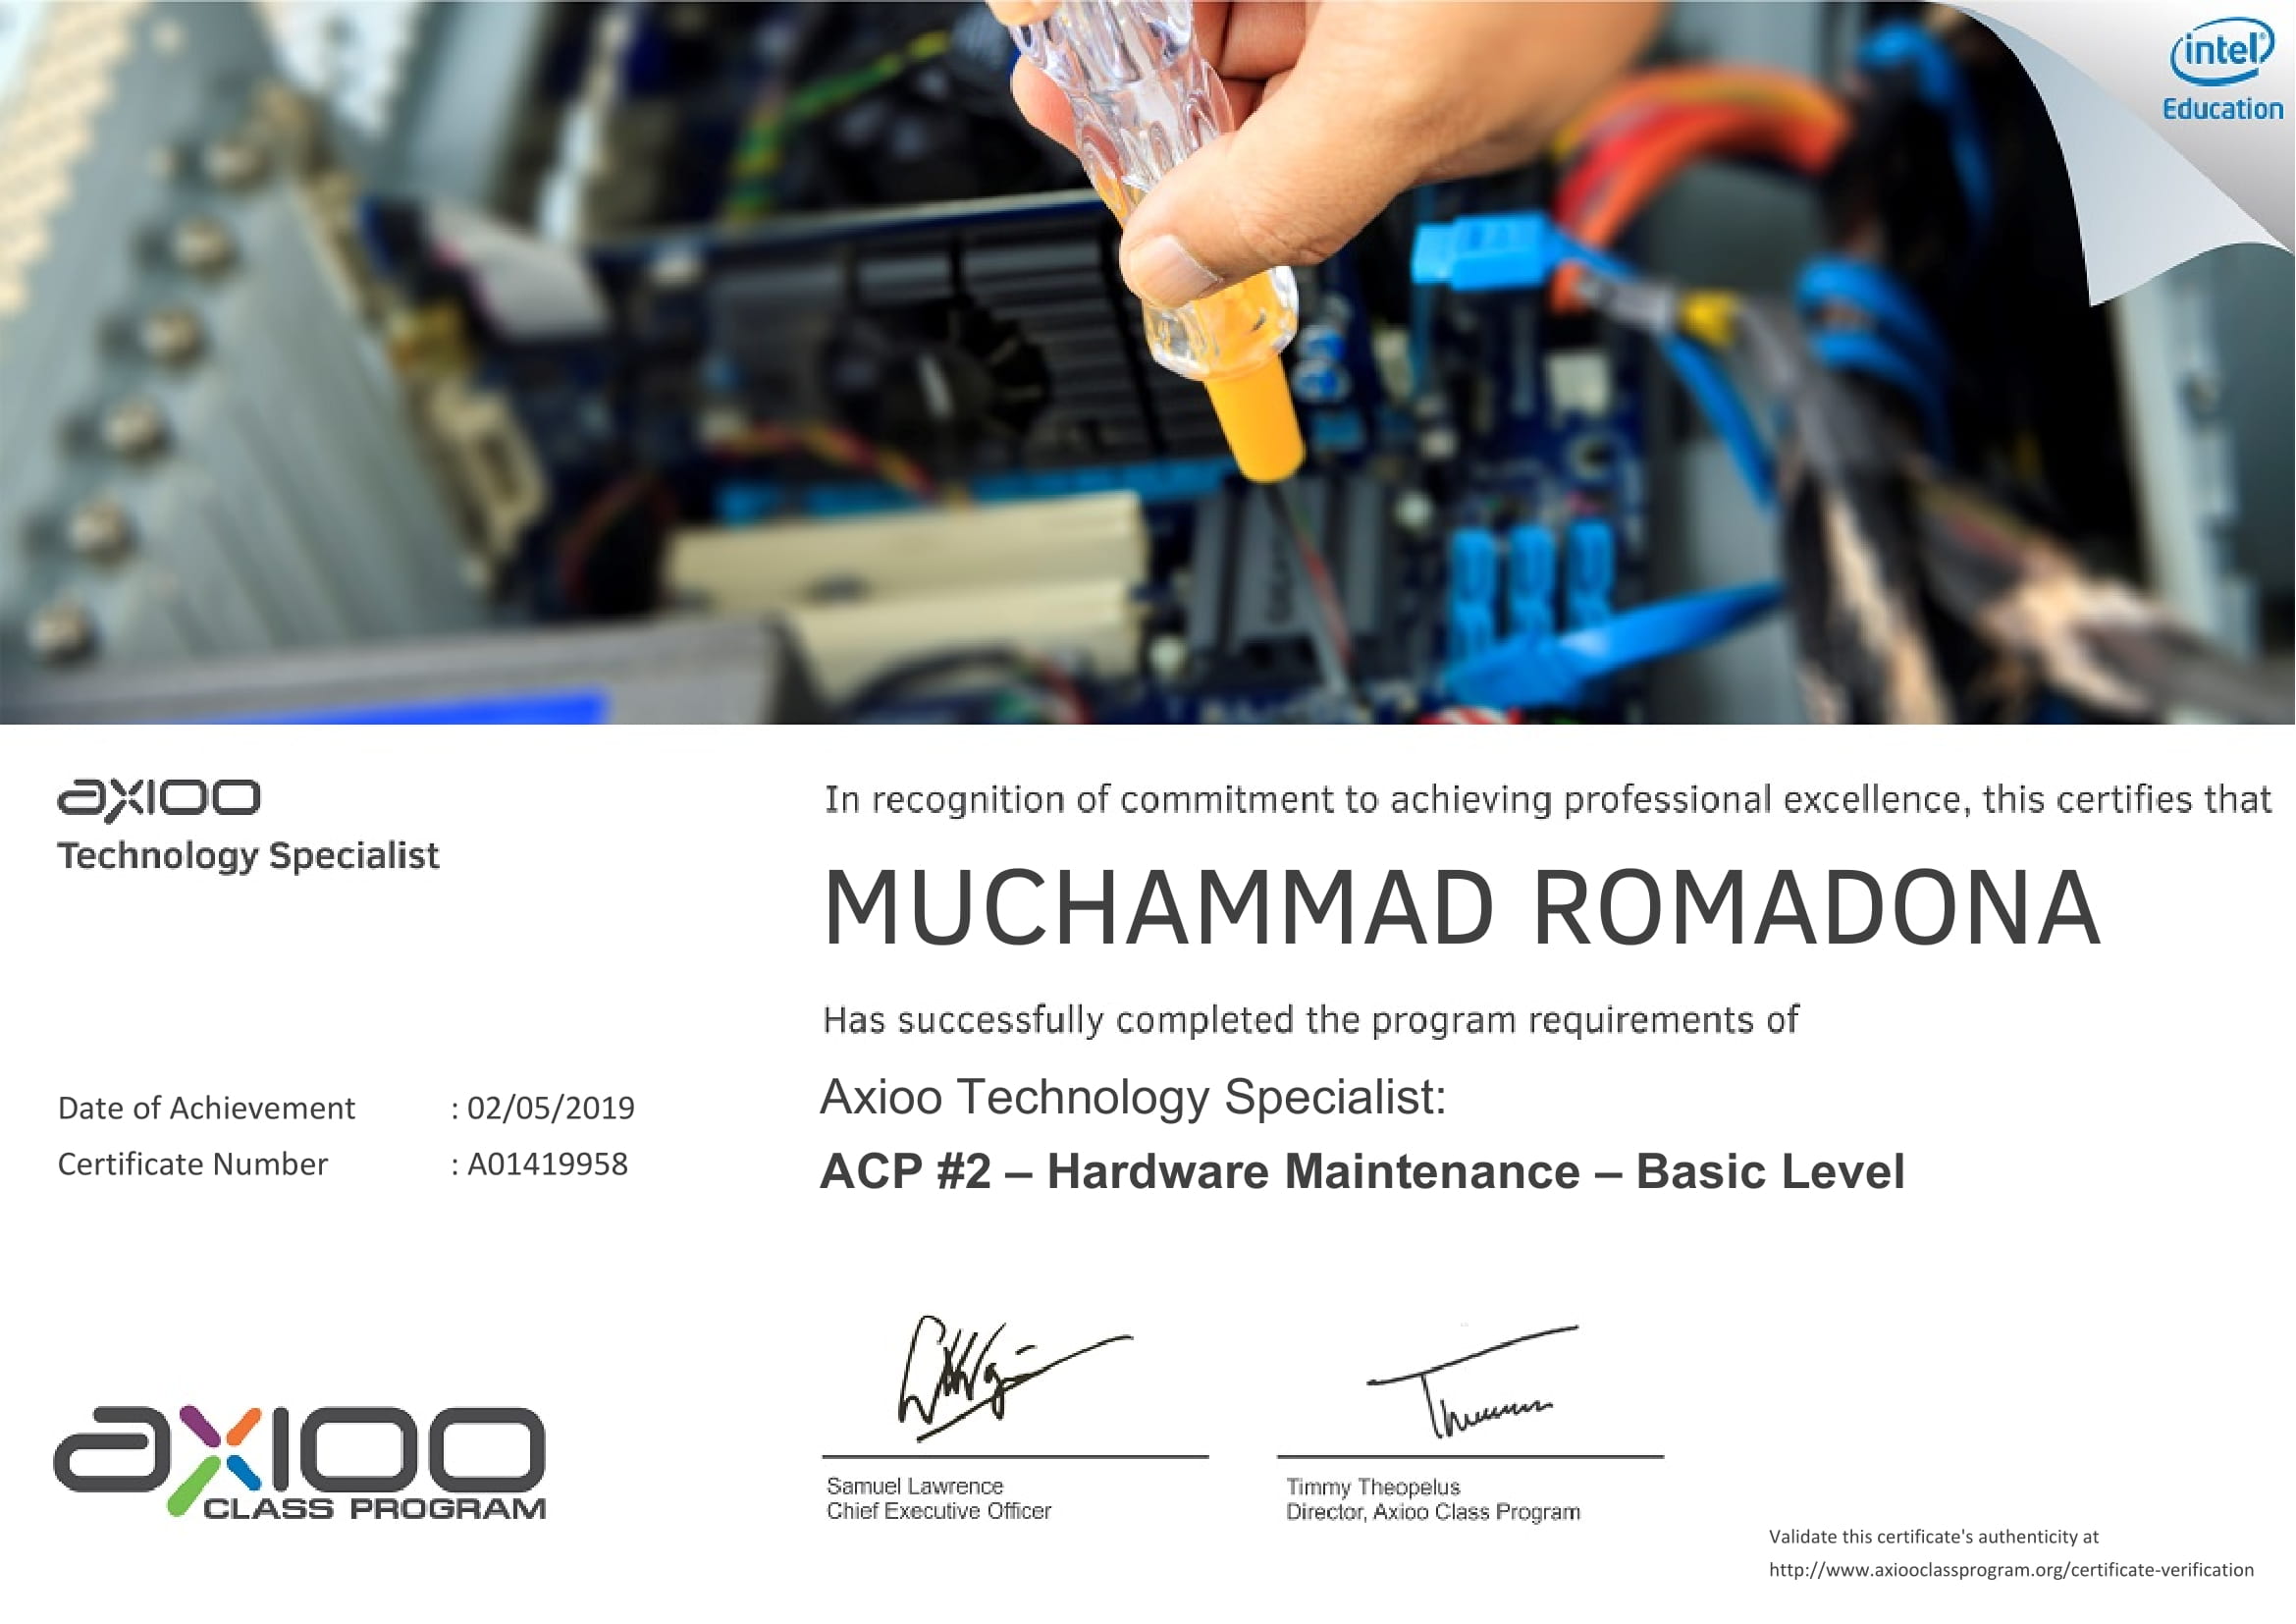 intel
Education
axioo
Technology Specialist
In recognition of commitment to achieving professional excellence, this certifies that
MUCHAMMAD ROMADONA
Has successfully completed the program requirements of
Date of Achievement : 02/05/2019
Certificate Number : A01419958
Axioo Technology Specialist:
ACP #2 – Hardware Maintenance – Basic Level
axioo
CLASS PROGRAM
Samuel Lawrence
Chief Executive Officer
Timmy Theopelus
Director, Axioo Class Program
Validate this certificate's authenticity at
http://www.axiooclassprogram.org/certificate-verification